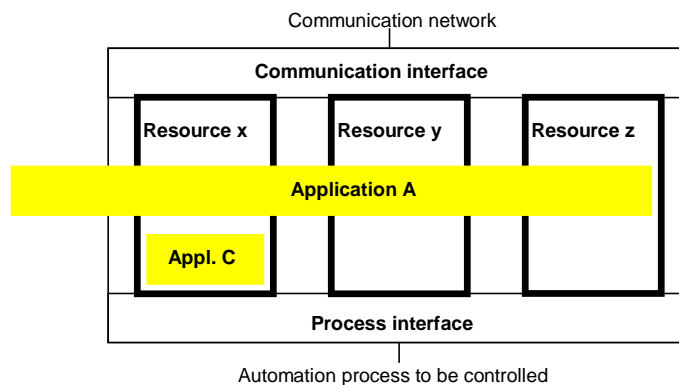 Communication network
Communication interface
Resource x
Resource y
Resource z
Application A
Appl. C
Process interface
Automation process to be controlled